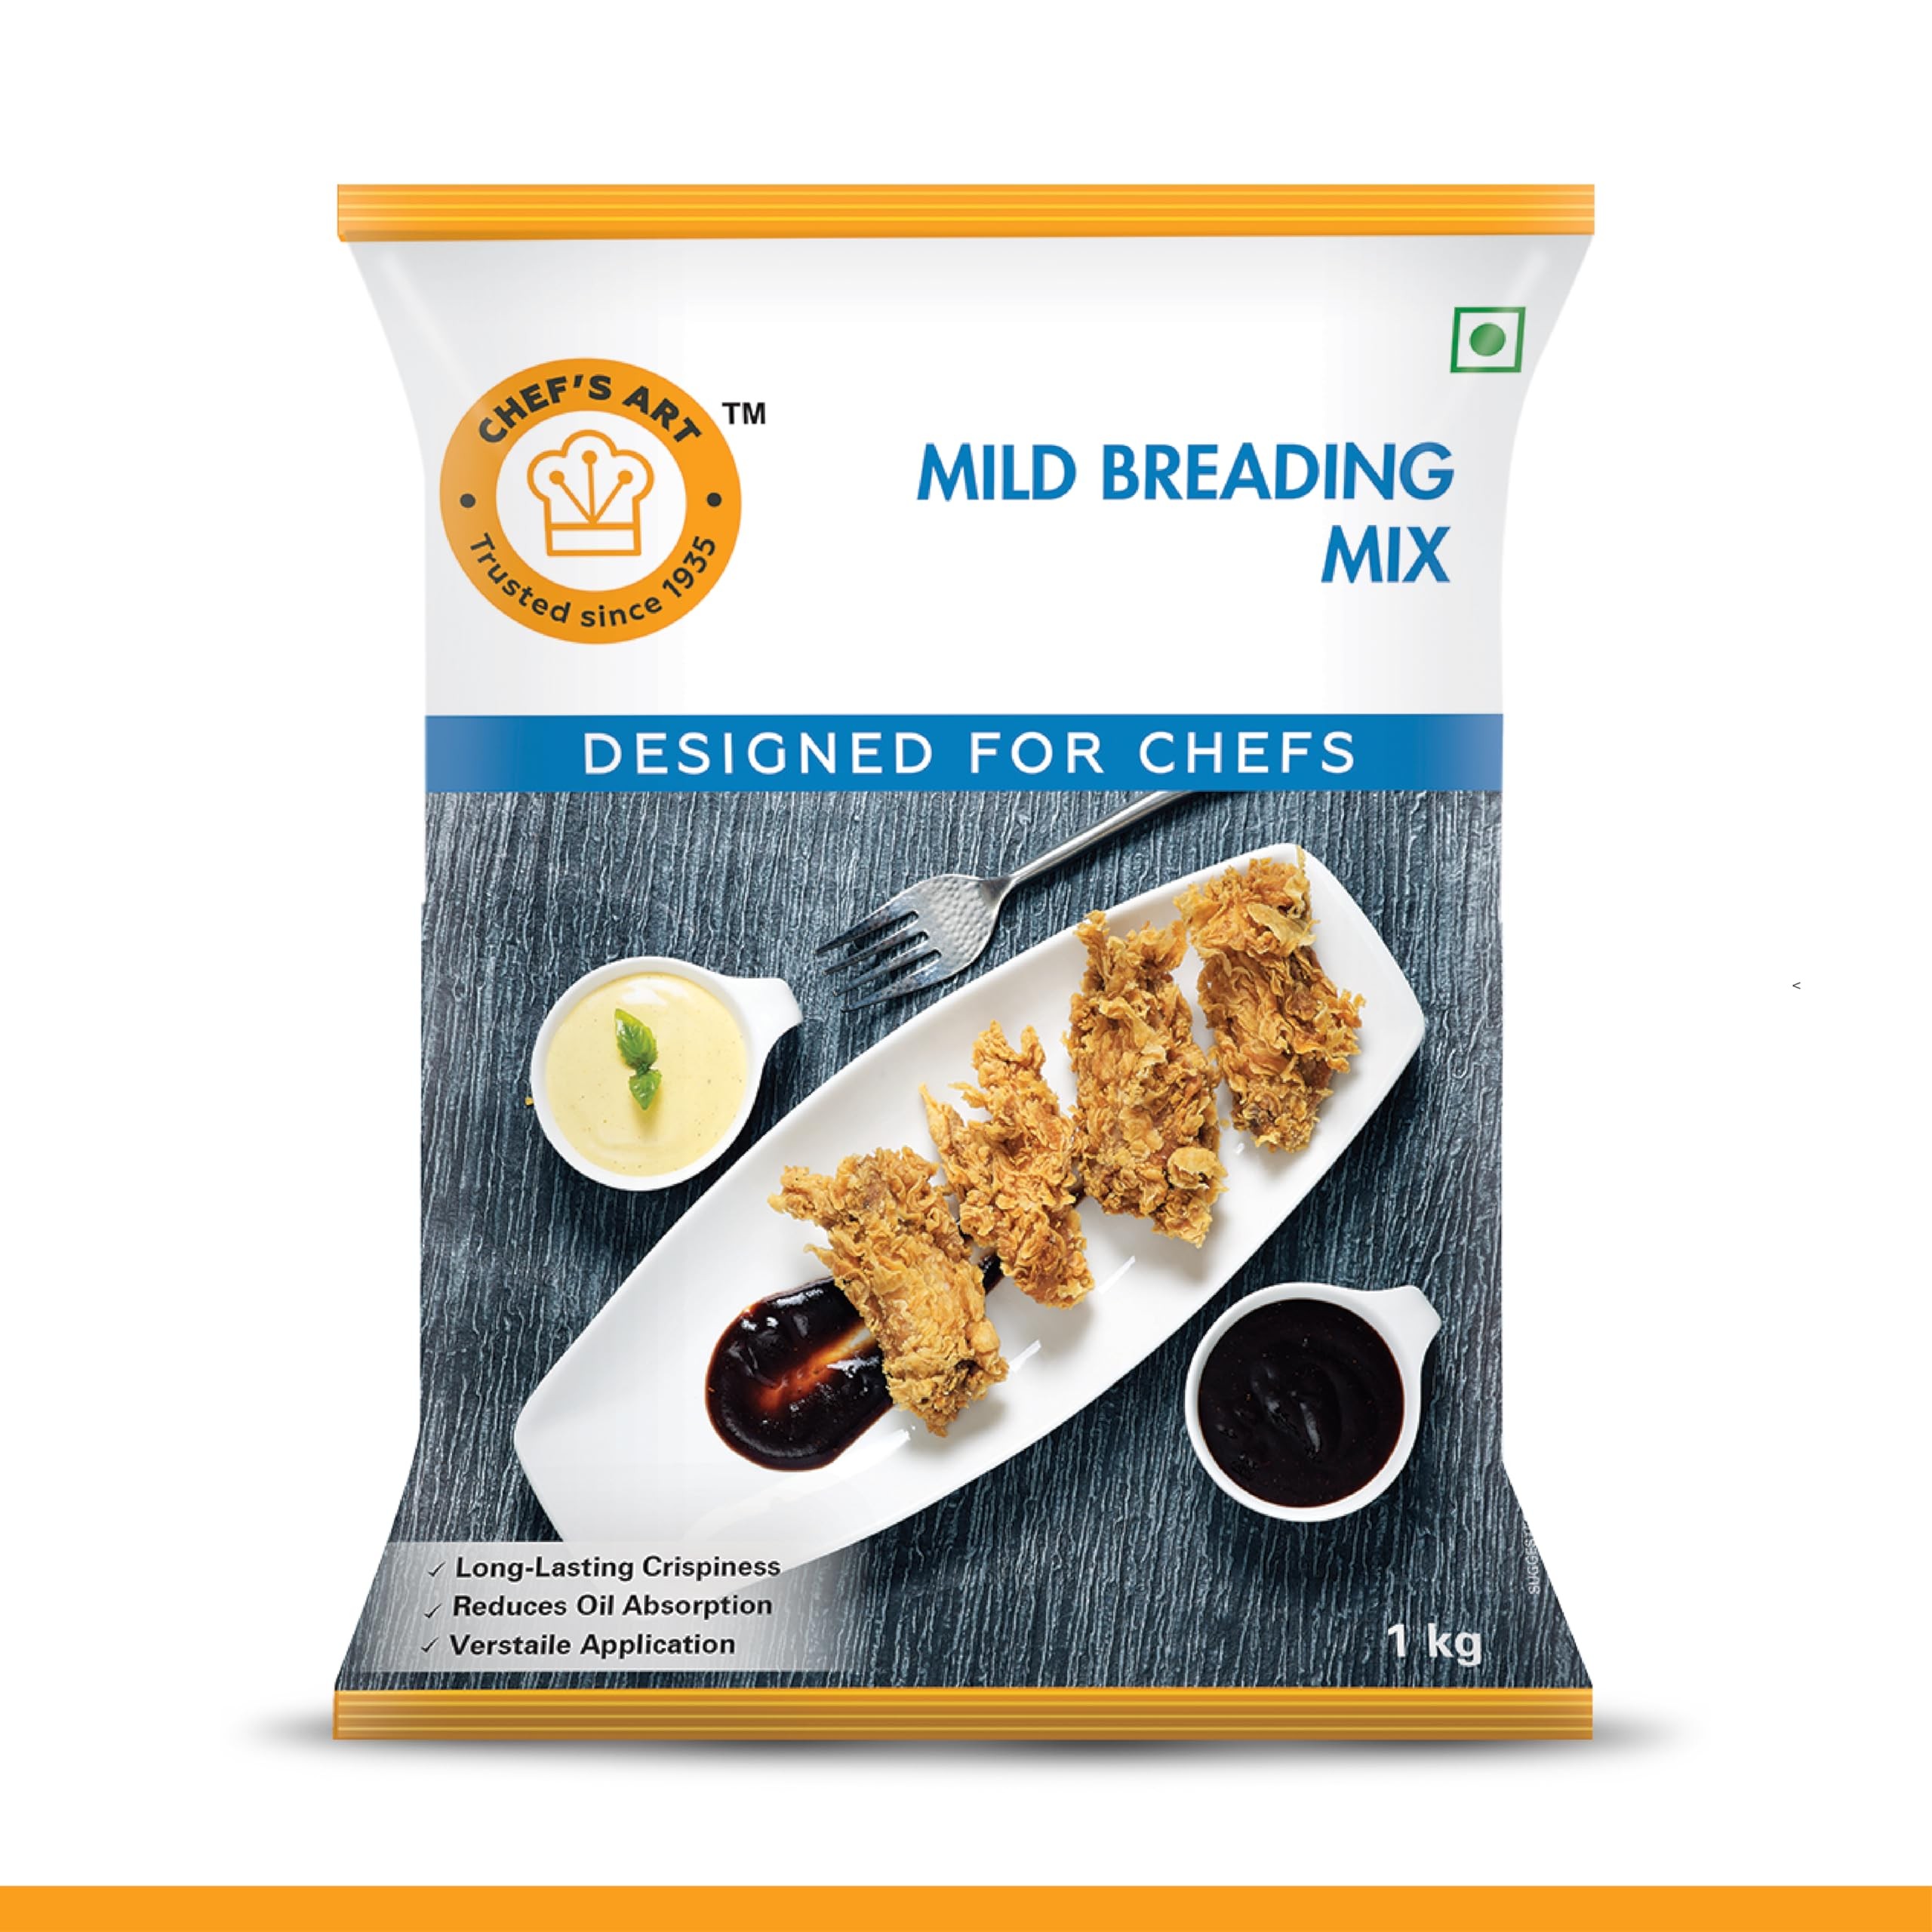 CHEF'S ART
TM
Trusted since 1935
MILD BREADING
MIX
DESIGNED FOR CHEFS
<
✓ Long-Lasting Crispiness
✓ Reduces Oil Absorption
✓ Verstaile Application
1 kg